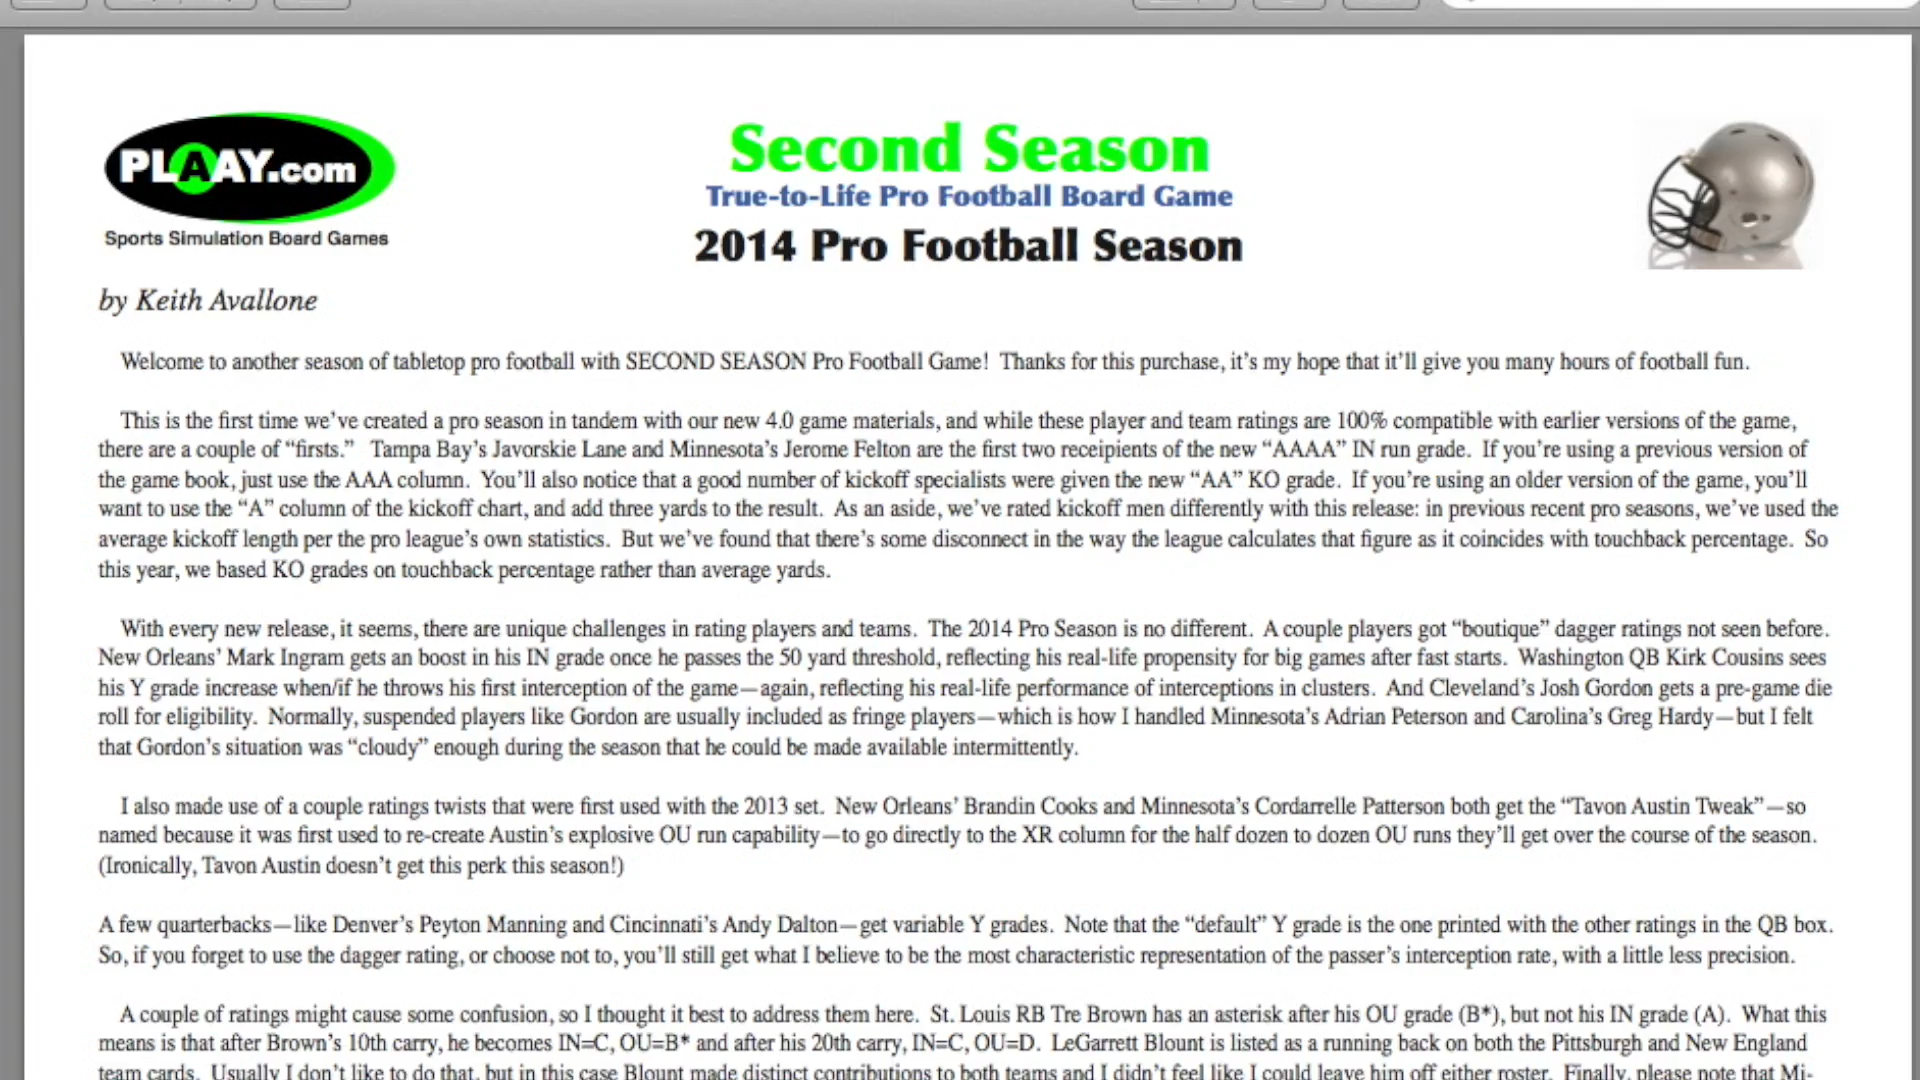 PLAAY.com
Sports Simulation Board Games
Second Season
True-to-Life Pro Football Board Game
2014 Pro Football Season
by Keith Avallone
Welcome to another season of tabletop pro football with SECOND SEASON Pro Football Game! Thanks for this purchase, it's my hope that it'll give you many hours of football fun.
This is the first time we've created a pro season in tandem with our new 4.0 game materials, and while these player and team ratings are 100% compatible with earlier versions of the game,
there are a couple of “firsts.” Tampa Bay's Javorskie Lane and Minnesota's Jerome Felton are the first two receipients of the new “AAAA” IN run grade. If you're using a previous version of
the game book, just use the AAA column. You'll also notice that a good number of kickoff specialists were given the new “AA” KO grade. If you're using an older version of the game, you'll
want to use the “A” column of the kickoff chart, and add three yards to the result. As an aside, we've rated kickoff men differently with this release: in previous recent pro seasons, we've used the
average kickoff length per the pro league's own statistics. But we've found that there's some disconnect in the way the league calculates that figure as it coincides with touchback percentage. So
this year, we based KO grades on touchback percentage rather than average yards.
With every new release, it seems, there are unique challenges in rating players and teams. The 2014 Pro Season is no different. A couple players got “boutique” dagger ratings not seen before.
New Orleans' Mark Ingram gets an boost in his IN grade once he passes the 50 yard threshold, reflecting his real-life propensity for big games after fast starts. Washington QB Kirk Cousins sees
his Y grade increase when/if he throws his first interception of the game—again, reflecting his real-life performance of interceptions in clusters. And Cleveland's Josh Gordon gets a pre-game die
roll for eligibility. Normally, suspended players like Gordon are usually included as fringe players—which is how I handled Minnesota's Adrian Peterson and Carolina's Greg Hardy—but I felt
that Gordon's situation was “cloudy” enough during the season that he could be made available intermittently.
I also made use of a couple ratings twists that were first used with the 2013 set. New Orleans' Brandin Cooks and Minnesota's Cordarrelle Patterson both get the “Tavon Austin Tweak”—so
named because it was first used to re-create Austin's explosive OU run capability—to go directly to the XR column for the half dozen to dozen OU runs they'll get over the course of the season.
(Ironically, Tavon Austin doesn't get this perk this season!)
A few quarterbacks—like Denver's Peyton Manning and Cincinnati's Andy Dalton—get variable Y grades. Note that the “default” Y grade is the one printed with the other ratings in the QB box.
So, if you forget to use the dagger rating, or choose not to, you'll still get what I believe to be the most characteristic representation of the passer's interception rate, with a little less precision.
A couple of ratings might cause some confusion, so I thought it best to address them here. St. Louis RB Tre Brown has an asterisk after his OU grade (B*), but not his IN grade (A). What this
means is that after Brown's 10th carry, he becomes IN=C, OU=B* and after his 20th carry, IN=C, OU=D. LeGarrett Blount is listed as a running back on both the Pittsburgh and New England
team cards. Usually I don't like to do that, but in this case Blount made distinct contributions to both teams and I didn't feel like I could leave him off either roster. Finally, please note that Mi-